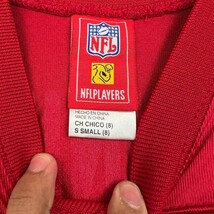 NFL
NFLPLAYERS
HECHO EN CHINA
MADE IN CHINA
CH CHICO (8)
S SMALL (8)